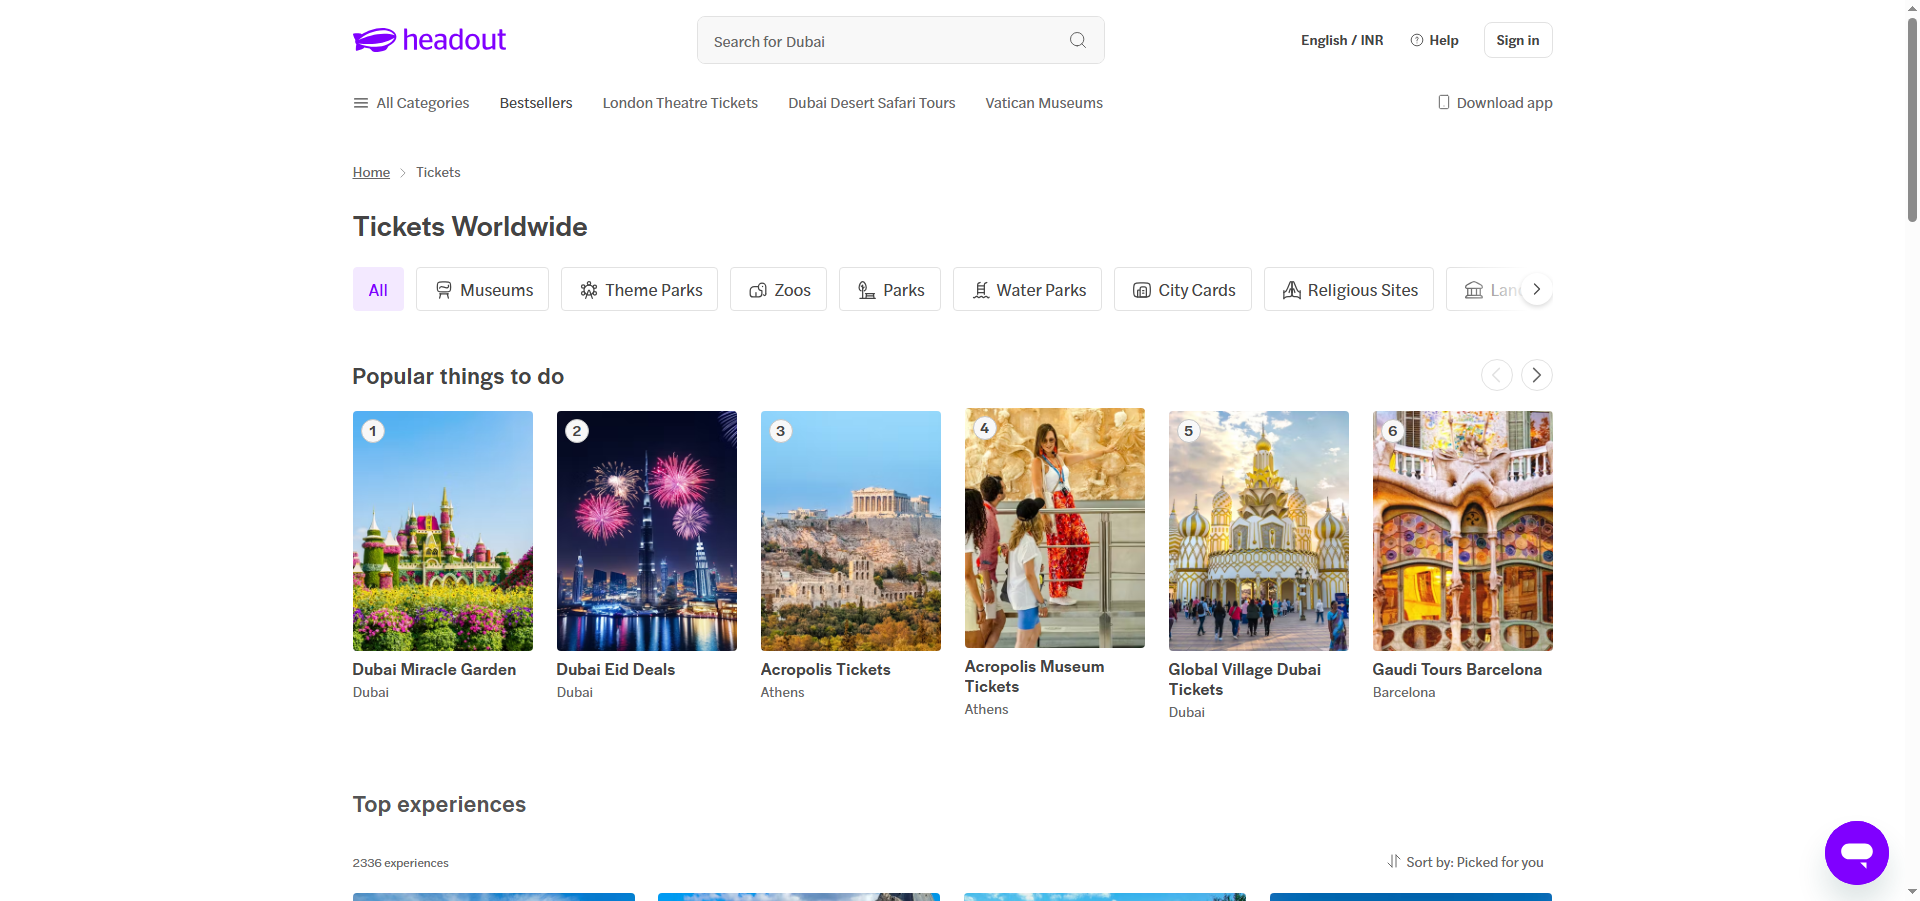 headout
Search for Dubai
English / INR
Help
Sign in
All Categories
Bestsellers
London Theatre Tickets
Dubai Desert Safari Tours
Vatican Museums
Download app
Home
Tickets
Tickets Worldwide
All
Museums
Theme Parks
Zoos
Parks
Water Parks
City Cards
Religious Sites
Popular things to do
1
2
3
4
5
6
Dubai Miracle Garden
Dubai
Dubai Eid Deals
Dubai
Acropolis Tickets
Athens
Acropolis Museum
Tickets
Athens
Global Village Dubai
Tickets
Dubai
Gaudi Tours Barcelona
Barcelona
Top experiences
2336 experiences
Sort by: Picked for you